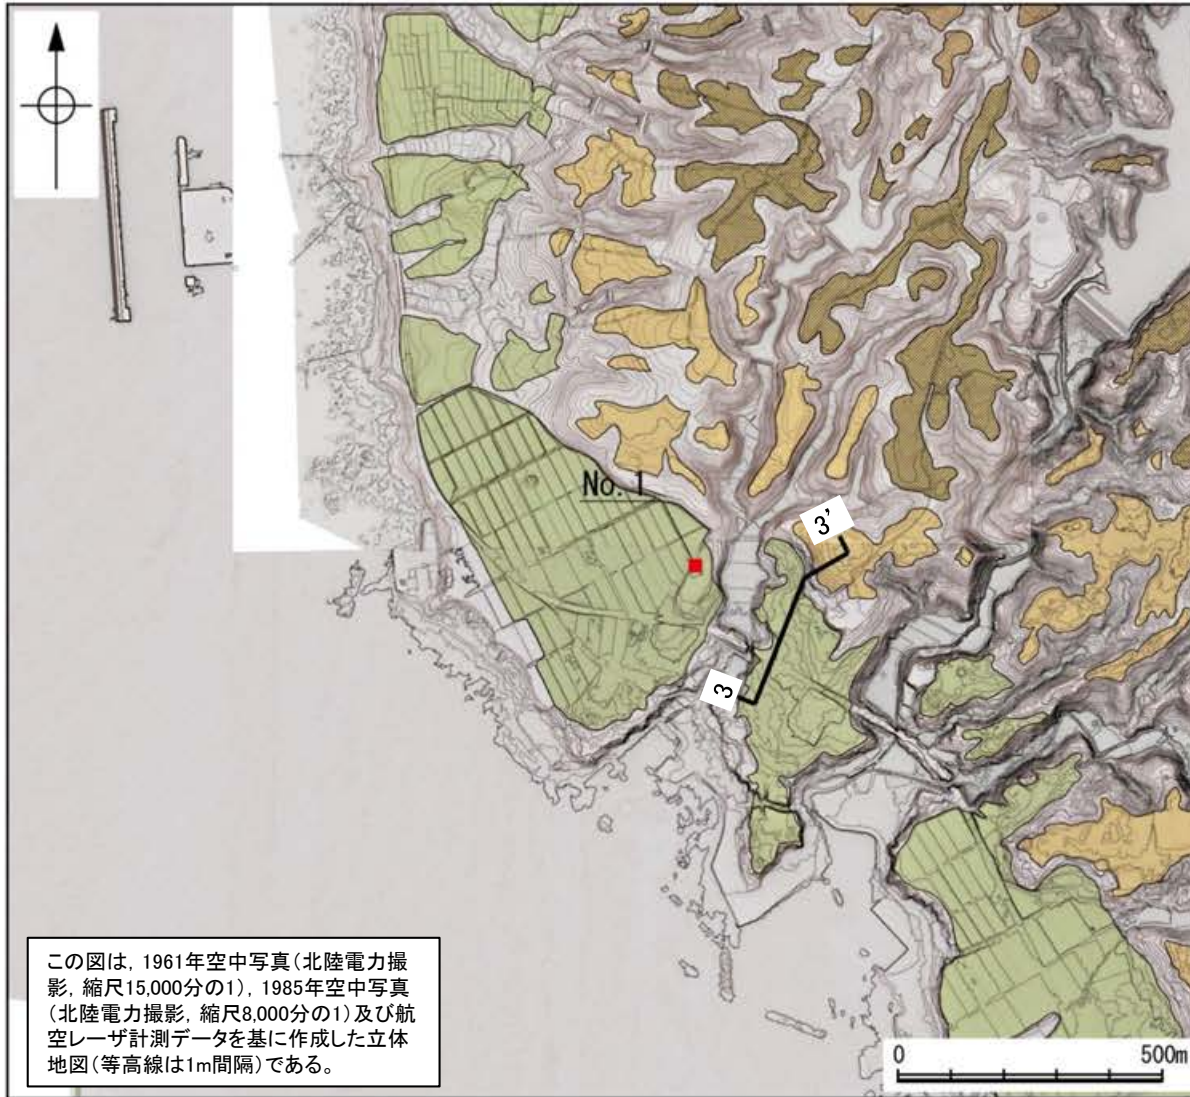 No. 1
3'
3
この図は, 1961年空中写真(北陸電力撮
影, 縮尺15,000分の1), 1985年空中写真
(北陸電力撮影, 縮尺8,000分の1)及び航
空レーザ計測データを基に作成した立体
地図(等高線は1m間隔)である。
0 500m